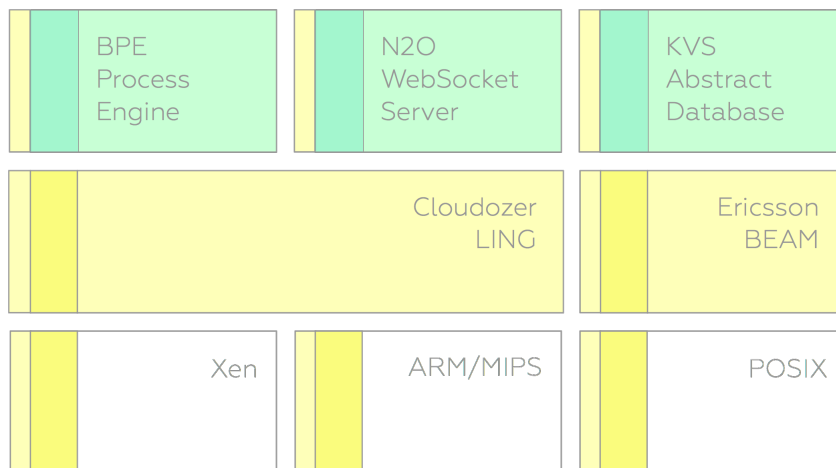 BPE
Process
Engine
N2O
WebSocket
Server
KVS
Abstract
Database
Cloudozer
LING
Ericsson
BEAM
Xen
ARM/MIPS
POSIX